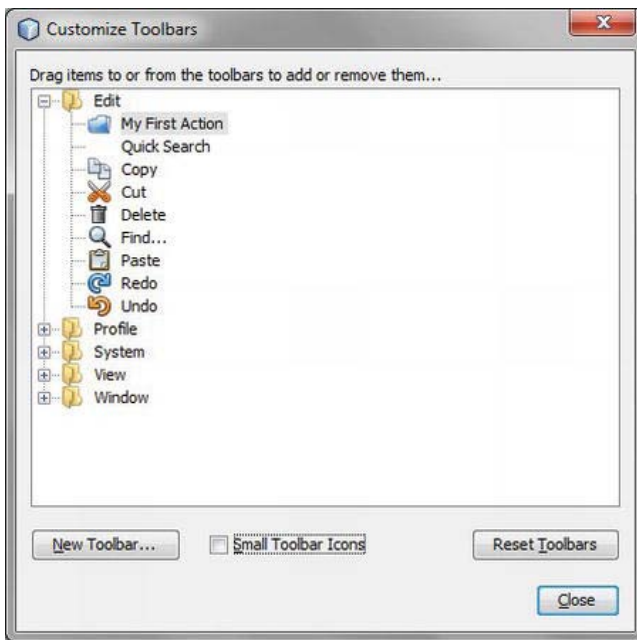 Customize Toolbars
Drag items to or from the toolbars to add or remove them...
Edit
My First Action
Quick Search
Copy
Cut
Delete
Find...
Paste
Redo
Undo
Profile
System
View
Window
New Toolbar... Small Toolbar Icons Reset Toolbars
Close